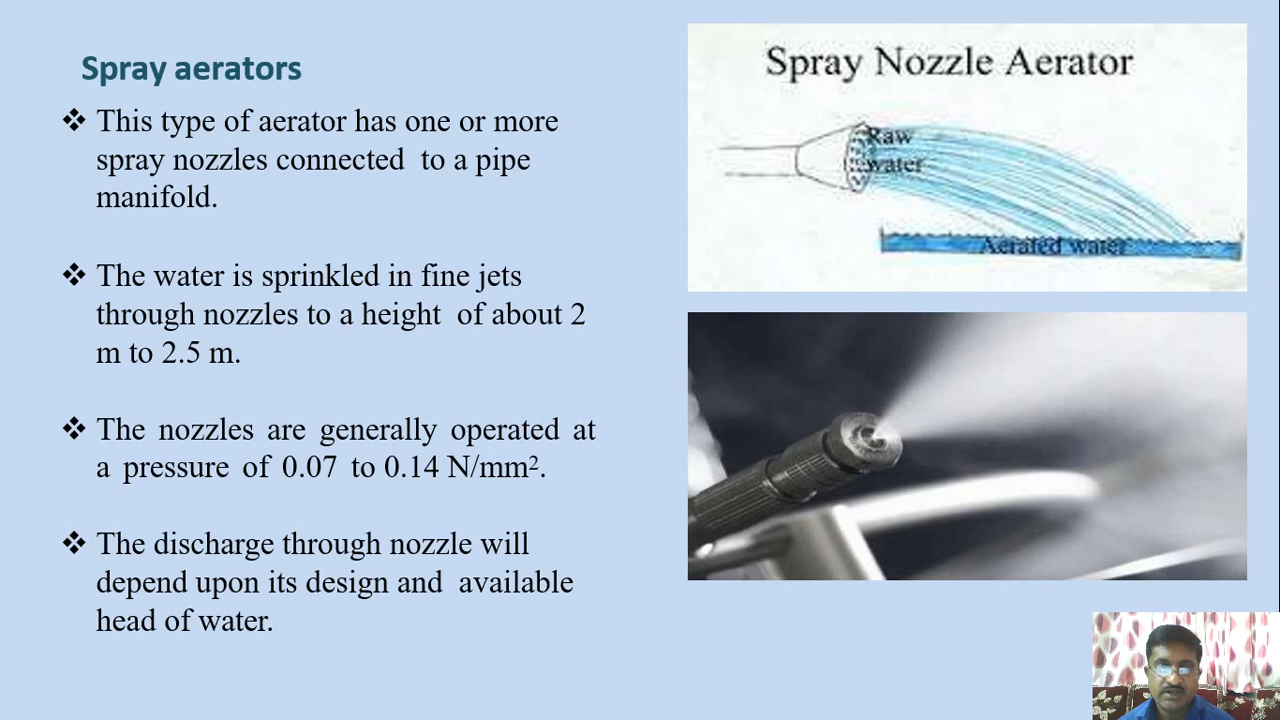 Spray aerators
❖ This type of aerator has one or more
spray nozzles connected to a pipe
manifold.
❖ The water is sprinkled in fine jets
through nozzles to a height of about 2
m to 2.5 m.
❖ The nozzles are generally operated at
a pressure of 0.07 to 0.14 N/mm².
❖ The discharge through nozzle will
depend upon its design and available
head of water.
Spray Nozzle Aerator
Raw
water
Aerated water